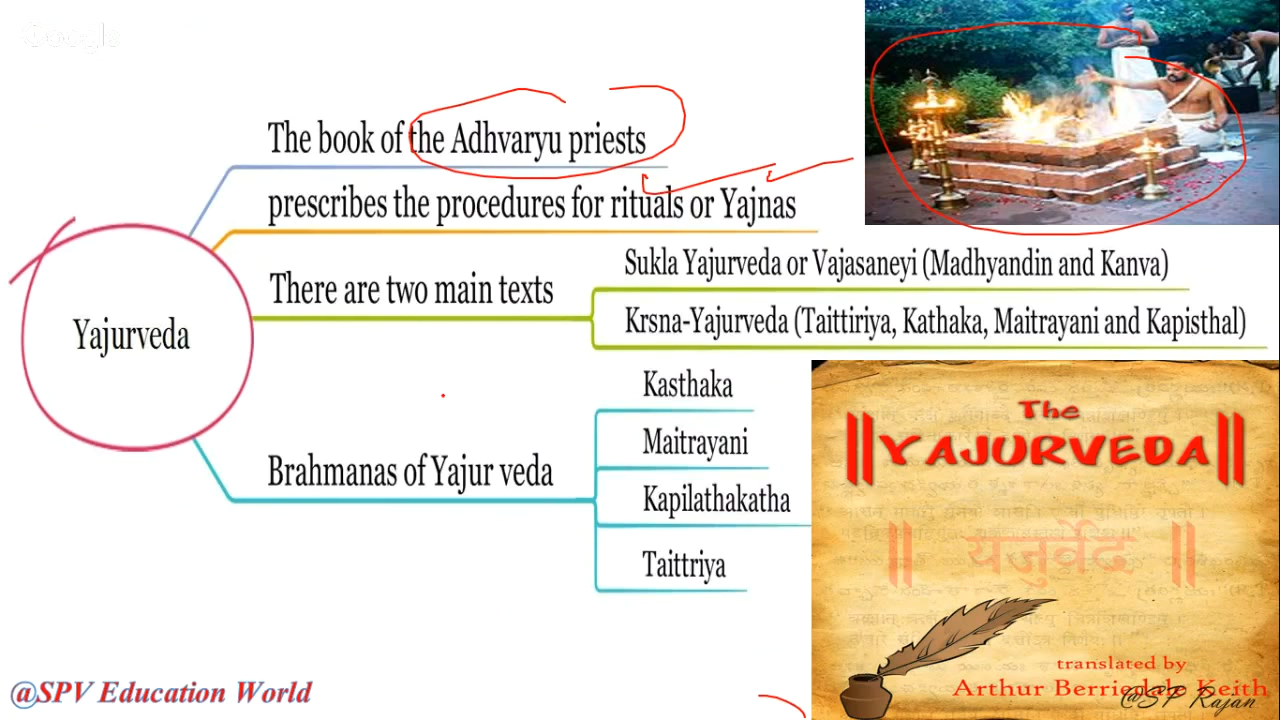 Google
The book of the Adhvaryu priests
prescribes the procedures for rituals or Yajnas
There are two main texts
Sukla Yajurveda or Vajasaneyi (Madhyandin and Kanva)
Krsna-Yajurveda (Taittiriya, Kathaka, Maitrayani and Kapisthal)
Yajurveda
Brahmanas of Yajur veda
Kasthaka
Maitrayani
Kapilathakatha
Taittriya
The
||YAJURVEDA||
|| यजुर्वेद ||
translated by
Arthur Berriedale Keith
@SP Rajan
@SPV Education World